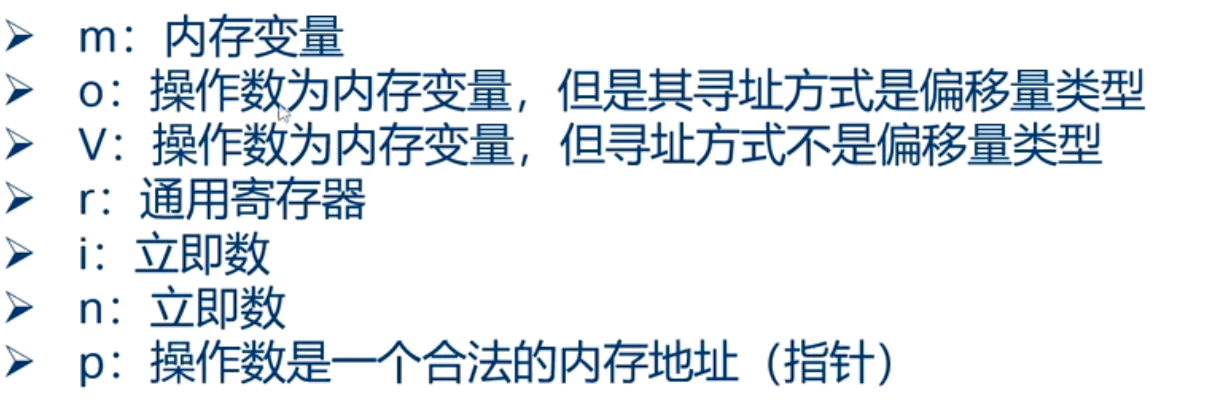 ➢ m：内存变量
➢ o：操作数为内存变量，但是其寻址方式是偏移量类型
➢ V：操作数为内存变量，但寻址方式不是偏移量类型
➢ r：通用寄存器
➢ i：立即数
➢ n：立即数
➢ p：操作数是一个合法的内存地址（指针）